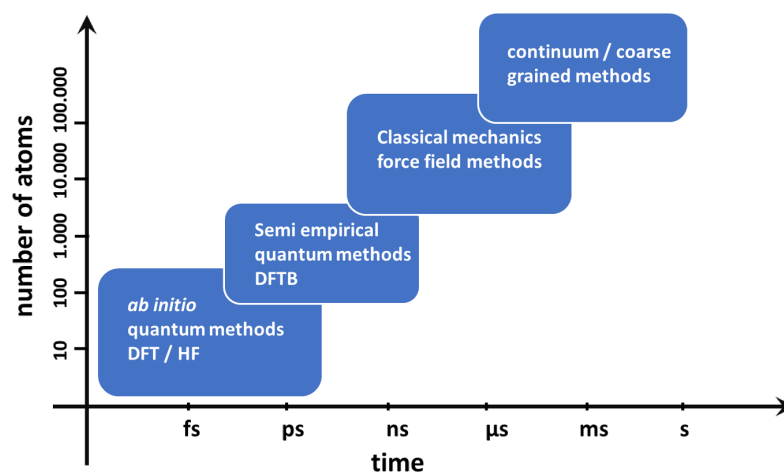 continuum / coarse
grained methods
Classical mechanics
force field methods
Semi empirical
quantum methods
DFTB
ab initio
quantum methods
DFT / HF
number of atoms
100.000
10.000
1.000
100
10
fs ps ns µs ms s
time